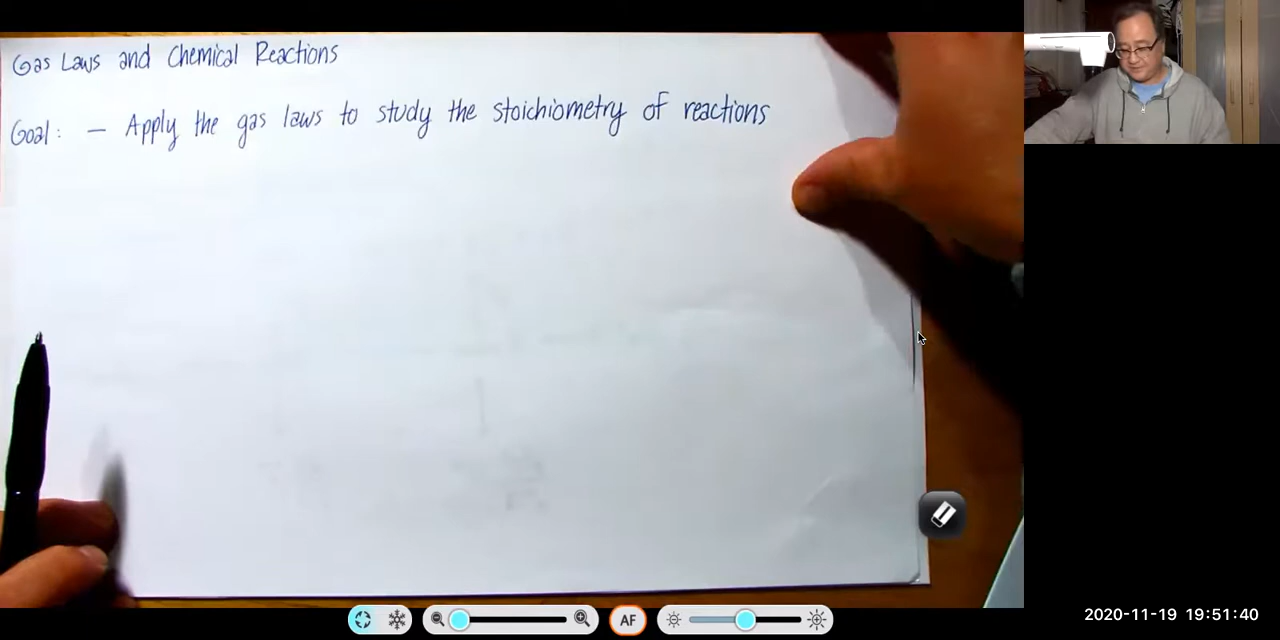 Gas Laws and Chemical Reactions
Goal: – Apply the gas laws to study the stoichiometry of reactions
AF
2020-11-19 19:51:40